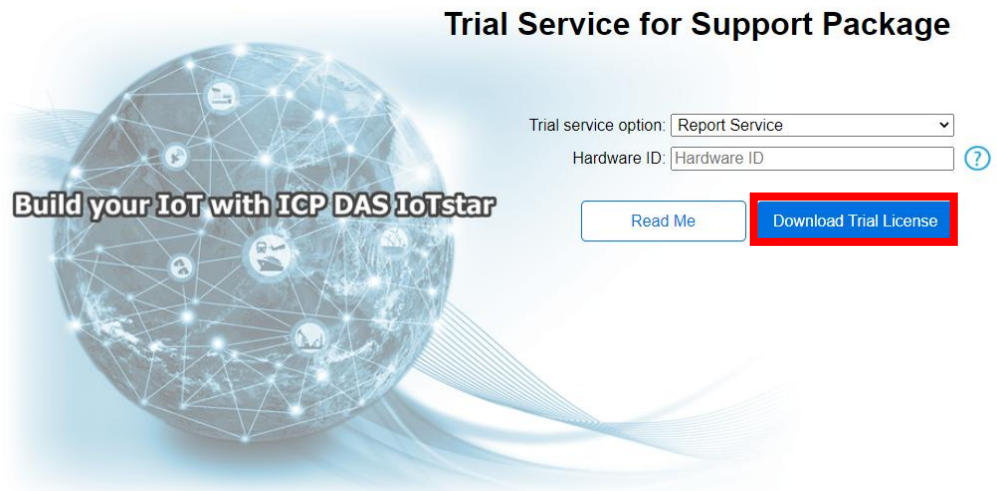 Trial Service for Support Package
Trial service option: Report Service
Hardware ID: Hardware ID ?
Build your IoT with ICP DAS IoTstar
Read Me Download Trial License